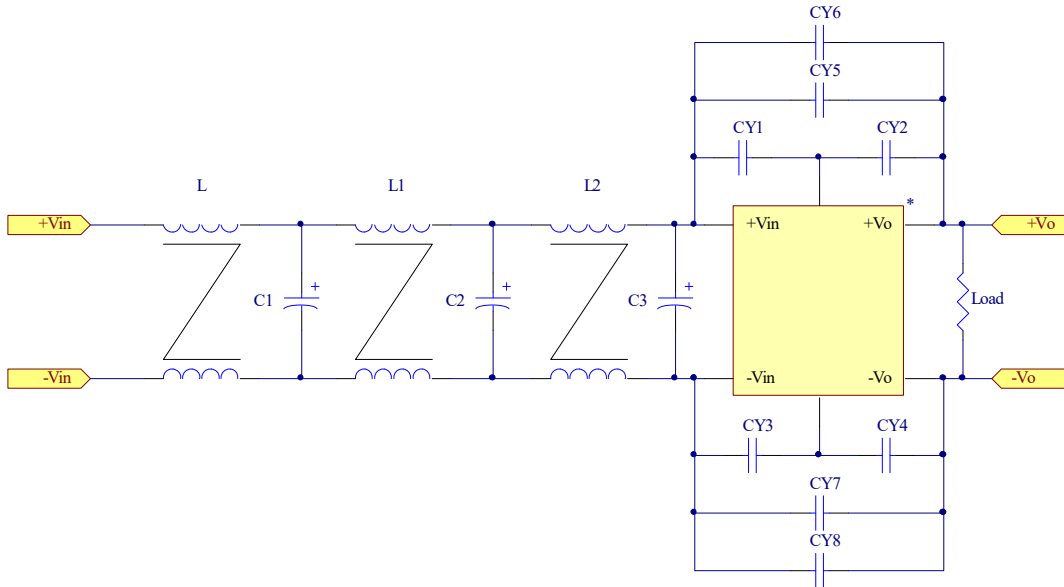 CY6
CY5
CY1
CY2
L
L1
L2
*
+Vin
+Vin
+Vo
+Vo
C1
+
C2
+
C3
+
Load
-Vin
-Vin
-Vo
-Vo
CY3
CY4
CY7
CY8